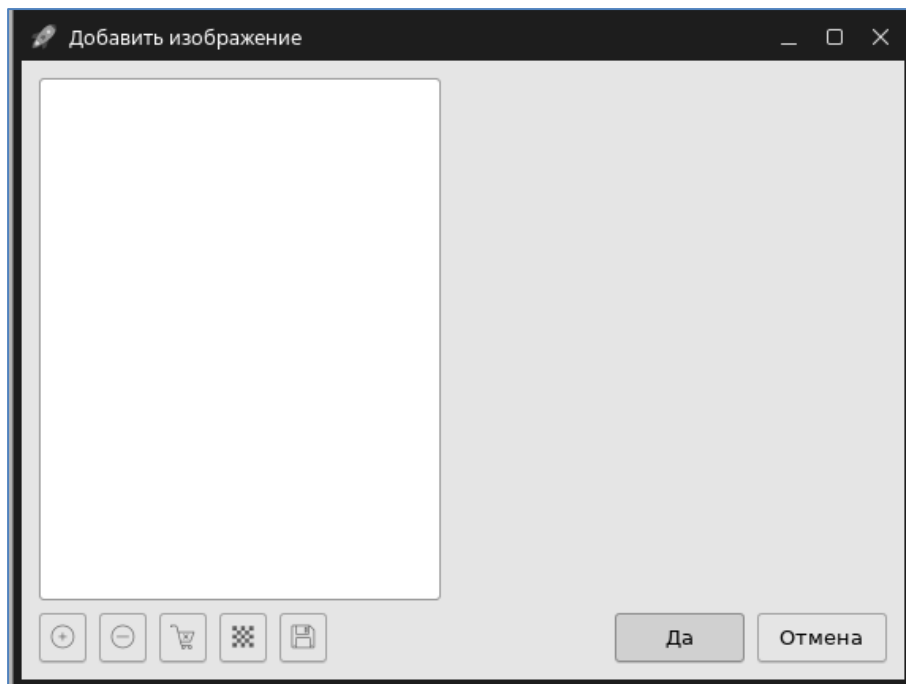 Добавить изображение
Да
Отмена